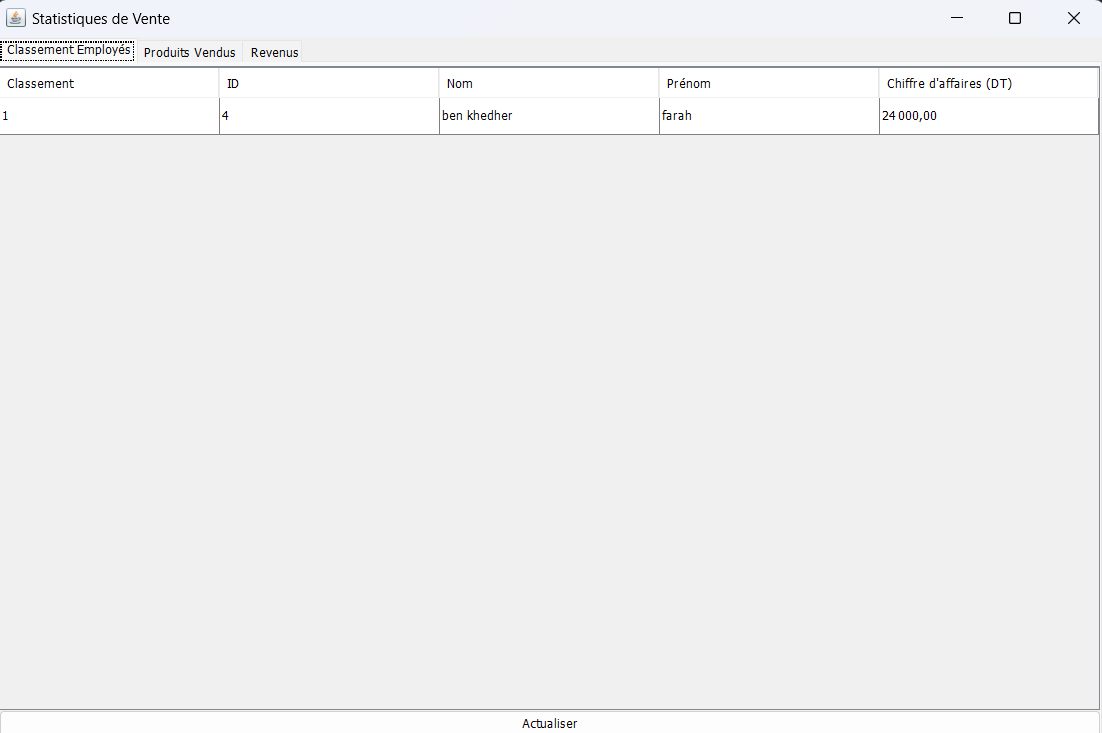 Statistiques de Vente
Classement Employés Produits Vendus Revenus
Classement ID Nom Prénom Chiffre d'affaires (DT)
1 4 ben khedher farah 24 000,00
Actualiser